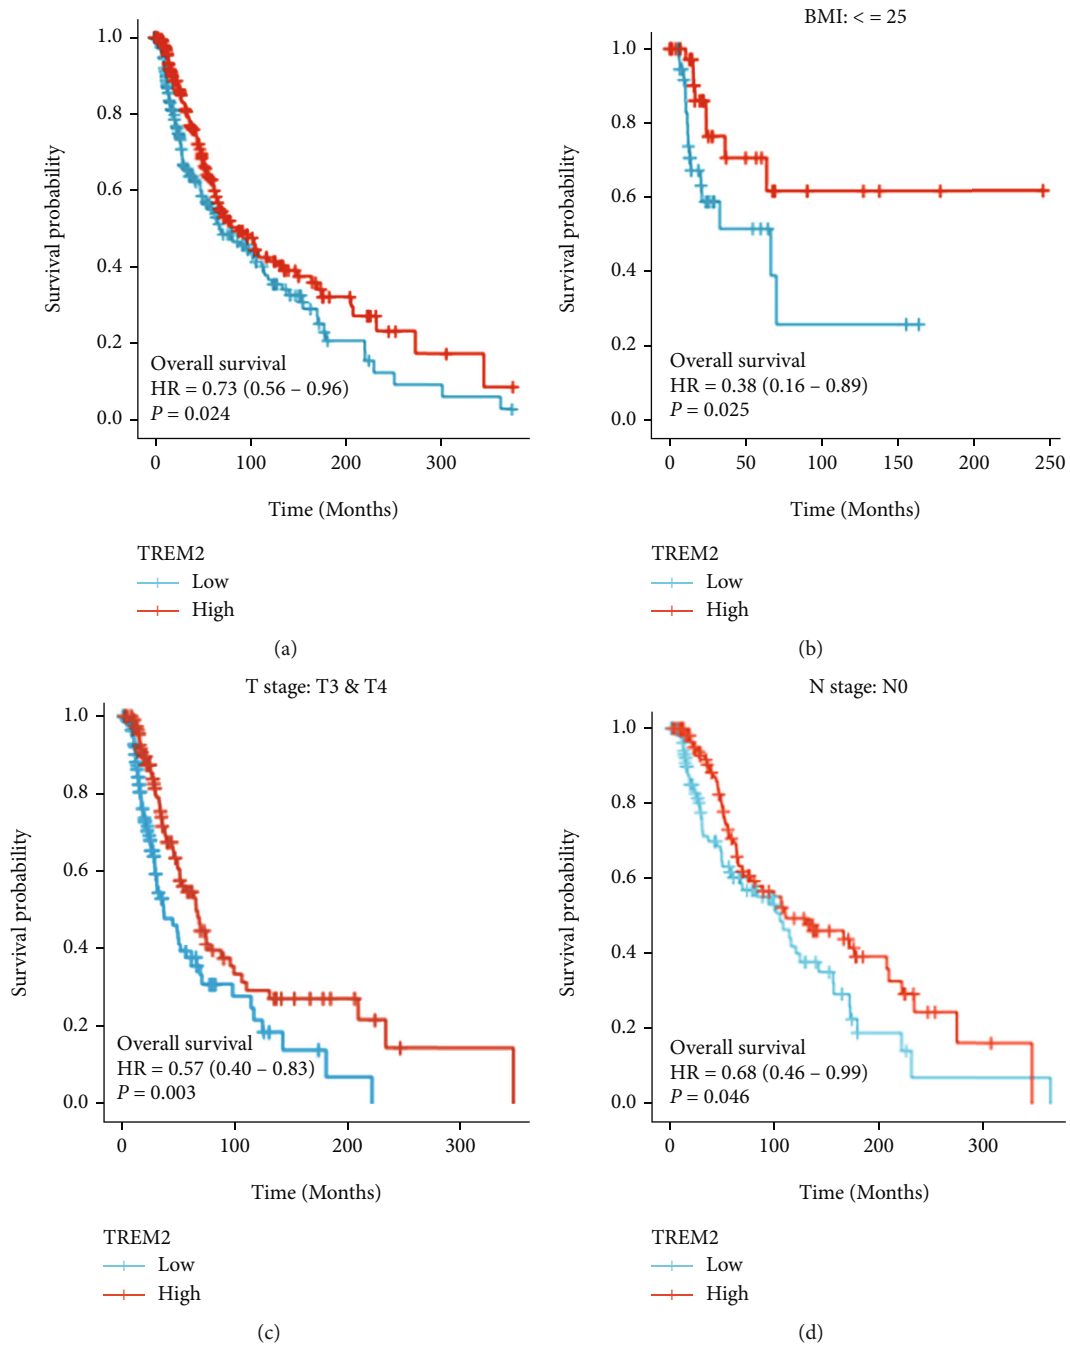 1.0
0.8
0.6
0.4
0.2
0.0
Survival probability
Overall survival
HR = 0.73 (0.56 – 0.96)
P = 0.024
0 100 200 300
Time (Months)
TREM2
Low
High
(a)
BMI: < = 25
1.0
0.8
0.6
0.4
0.2
0.0
Survival probability
Overall survival
HR = 0.38 (0.16 – 0.89)
P = 0.025
0 50 100 150 200 250
Time (Months)
TREM2
Low
High
(b)
T stage: T3 & T4
1.0
0.8
0.6
0.4
0.2
0.0
Survival probability
Overall survival
HR = 0.57 (0.40 – 0.83)
P = 0.003
0 100 200 300
Time (Months)
TREM2
Low
High
(c)
N stage: N0
1.0
0.8
0.6
0.4
0.2
0.0
Survival probability
Overall survival
HR = 0.68 (0.46 – 0.99)
P = 0.046
0 100 200 300
Time (Months)
TREM2
Low
High
(d)